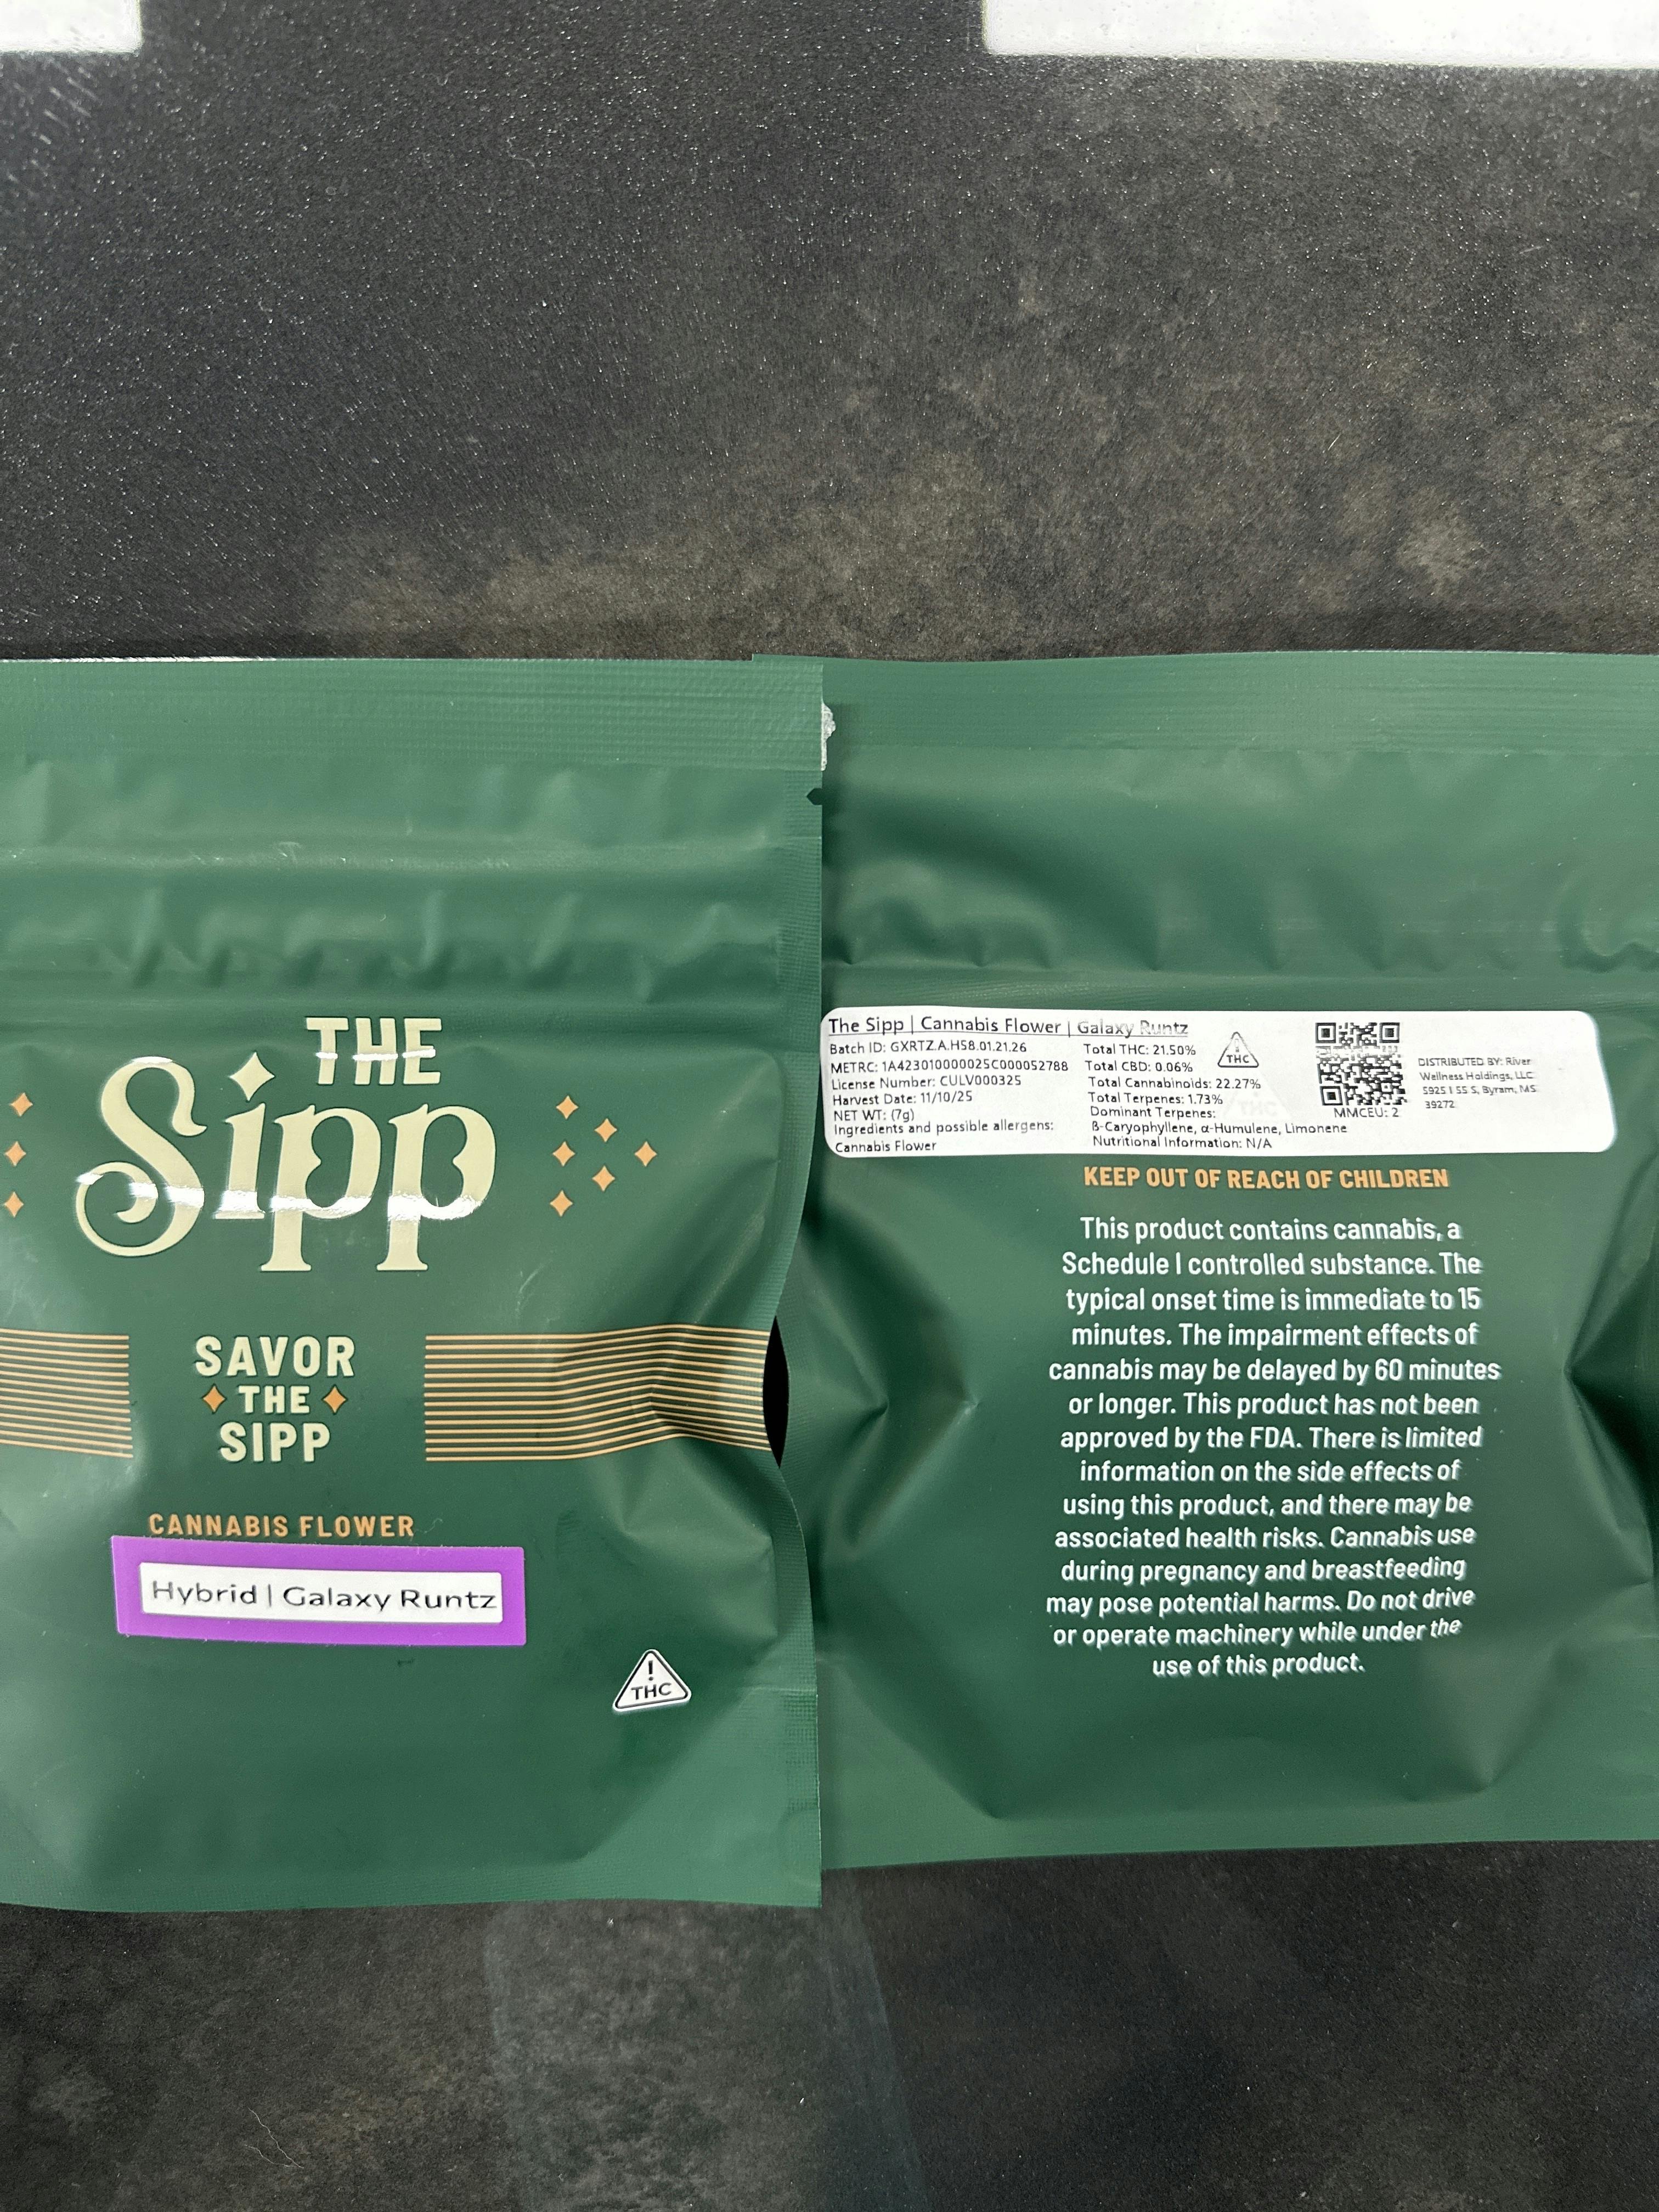 THE
Sipp
SAVOR
THE
SIPP
CANNABIS FLOWER
Hybrid | Galaxy Runtz
!
THC
The Sipp | Cannabis Flower | Galaxy Runtz
Batch ID: GXRTZ.A.H58.01.21.26
METRC: 1A423010000025C000052788
License Number: CULV000325
Harvest Date: 11/10/25
NET WT: (7g)
Ingredients and possible allergens:
Cannabis Flower
Total THC: 21.50%
Total CBD: 0.06%
Total Cannabinoids: 22.27%
Total Terpenes: 1.73%
Dominant Terpenes:
β-Caryophyllene, α-Humulene, Limonene
Nutritional Information: N/A
THC
MMCEU: 2
DISTRIBUTED BY: River
Wellness Holdings, LLC
5925 I 55 S, Byram, MS
39272
KEEP OUT OF REACH OF CHILDREN
This product contains cannabis, a
Schedule I controlled substance. The
typical onset time is immediate to 15
minutes. The impairment effects of
cannabis may be delayed by 60 minutes
or longer. This product has not been
approved by the FDA. There is limited
information on the side effects of
using this product, and there may be
associated health risks. Cannabis use
during pregnancy and breastfeeding
may pose potential harms. Do not drive
or operate machinery while under the
use of this product.